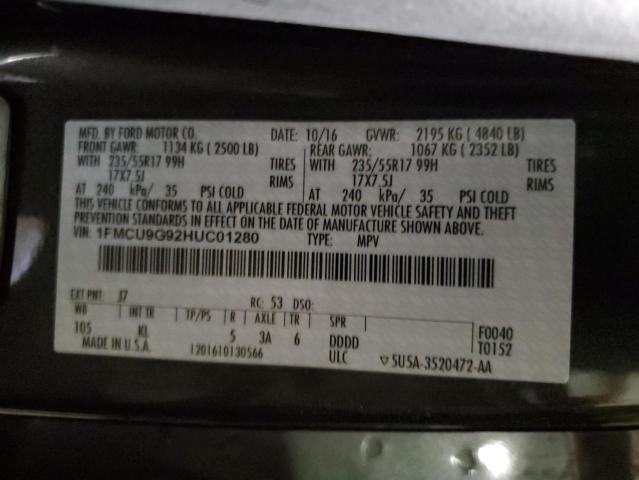 MFD. BY FORD MOTOR CO. DATE: 10/16 GVWR: 2195 KG ( 4840 LB)
FRONT GAWR: 1134 KG ( 2500 LB) REAR GAWR: 1067 KG ( 2352 LB)
WITH 235/55R17 99H TIRES WITH 235/55R17 99H TIRES
17X7.5J RIMS 17X7.5J RIMS
AT 240 kPa/ 35 PSI COLD AT 240 kPa/ 35 PSI COLD
THIS VEHICLE CONFORMS TO ALL APPLICABLE FEDERAL MOTOR VEHICLE SAFETY AND THEFT
PREVENTION STANDARDS IN EFFECT ON THE DATE OF MANUFACTURE SHOWN ABOVE.
VIN: 1FMCU9G92HUC01280 TYPE: MPV
EXT PNT: J7 RC: 53 DSO:
WB INT TR TP/PS R AXLE TR SPR
105 KL 5 3A 6 DDDD F0040
MADE IN U.S.A. 1201610130566 ULC T0152
▽5U5A-3520472-AA